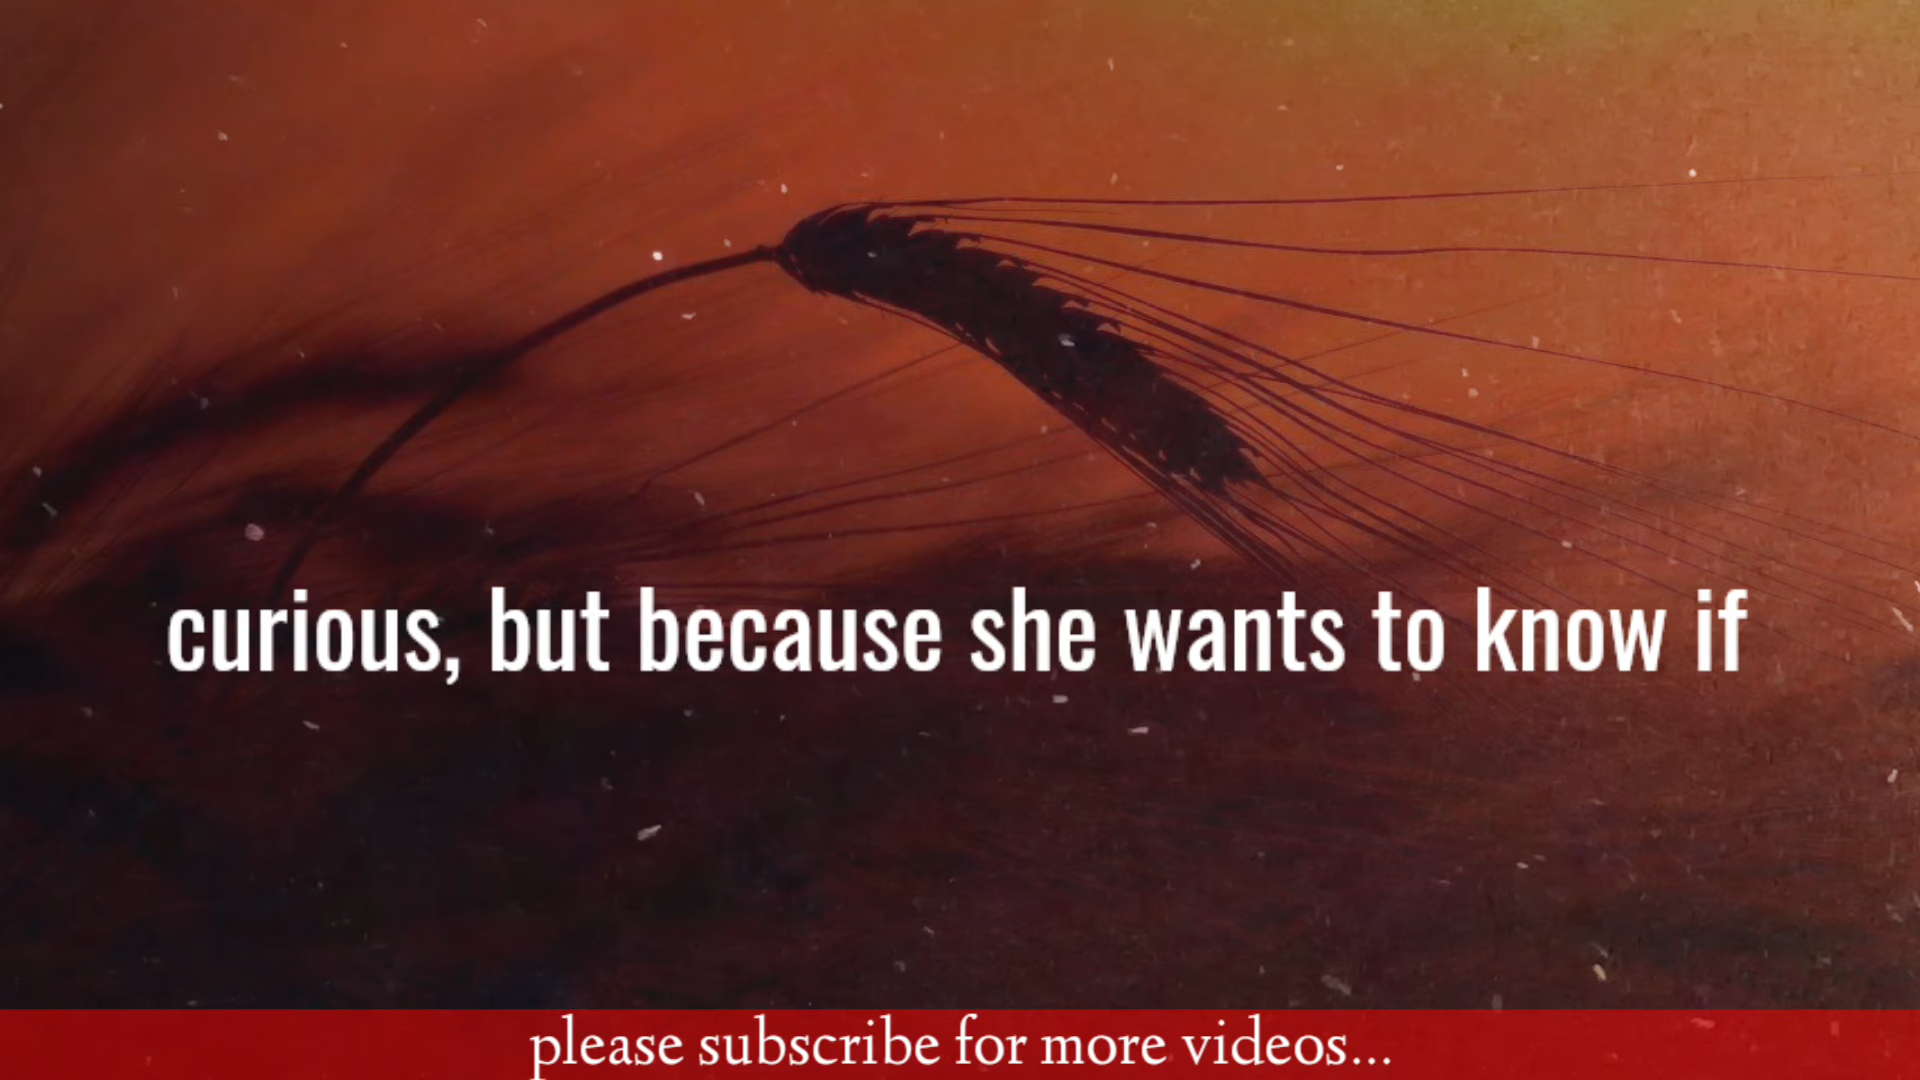 curious, but because she wants to know if
please subscribe for more videos...